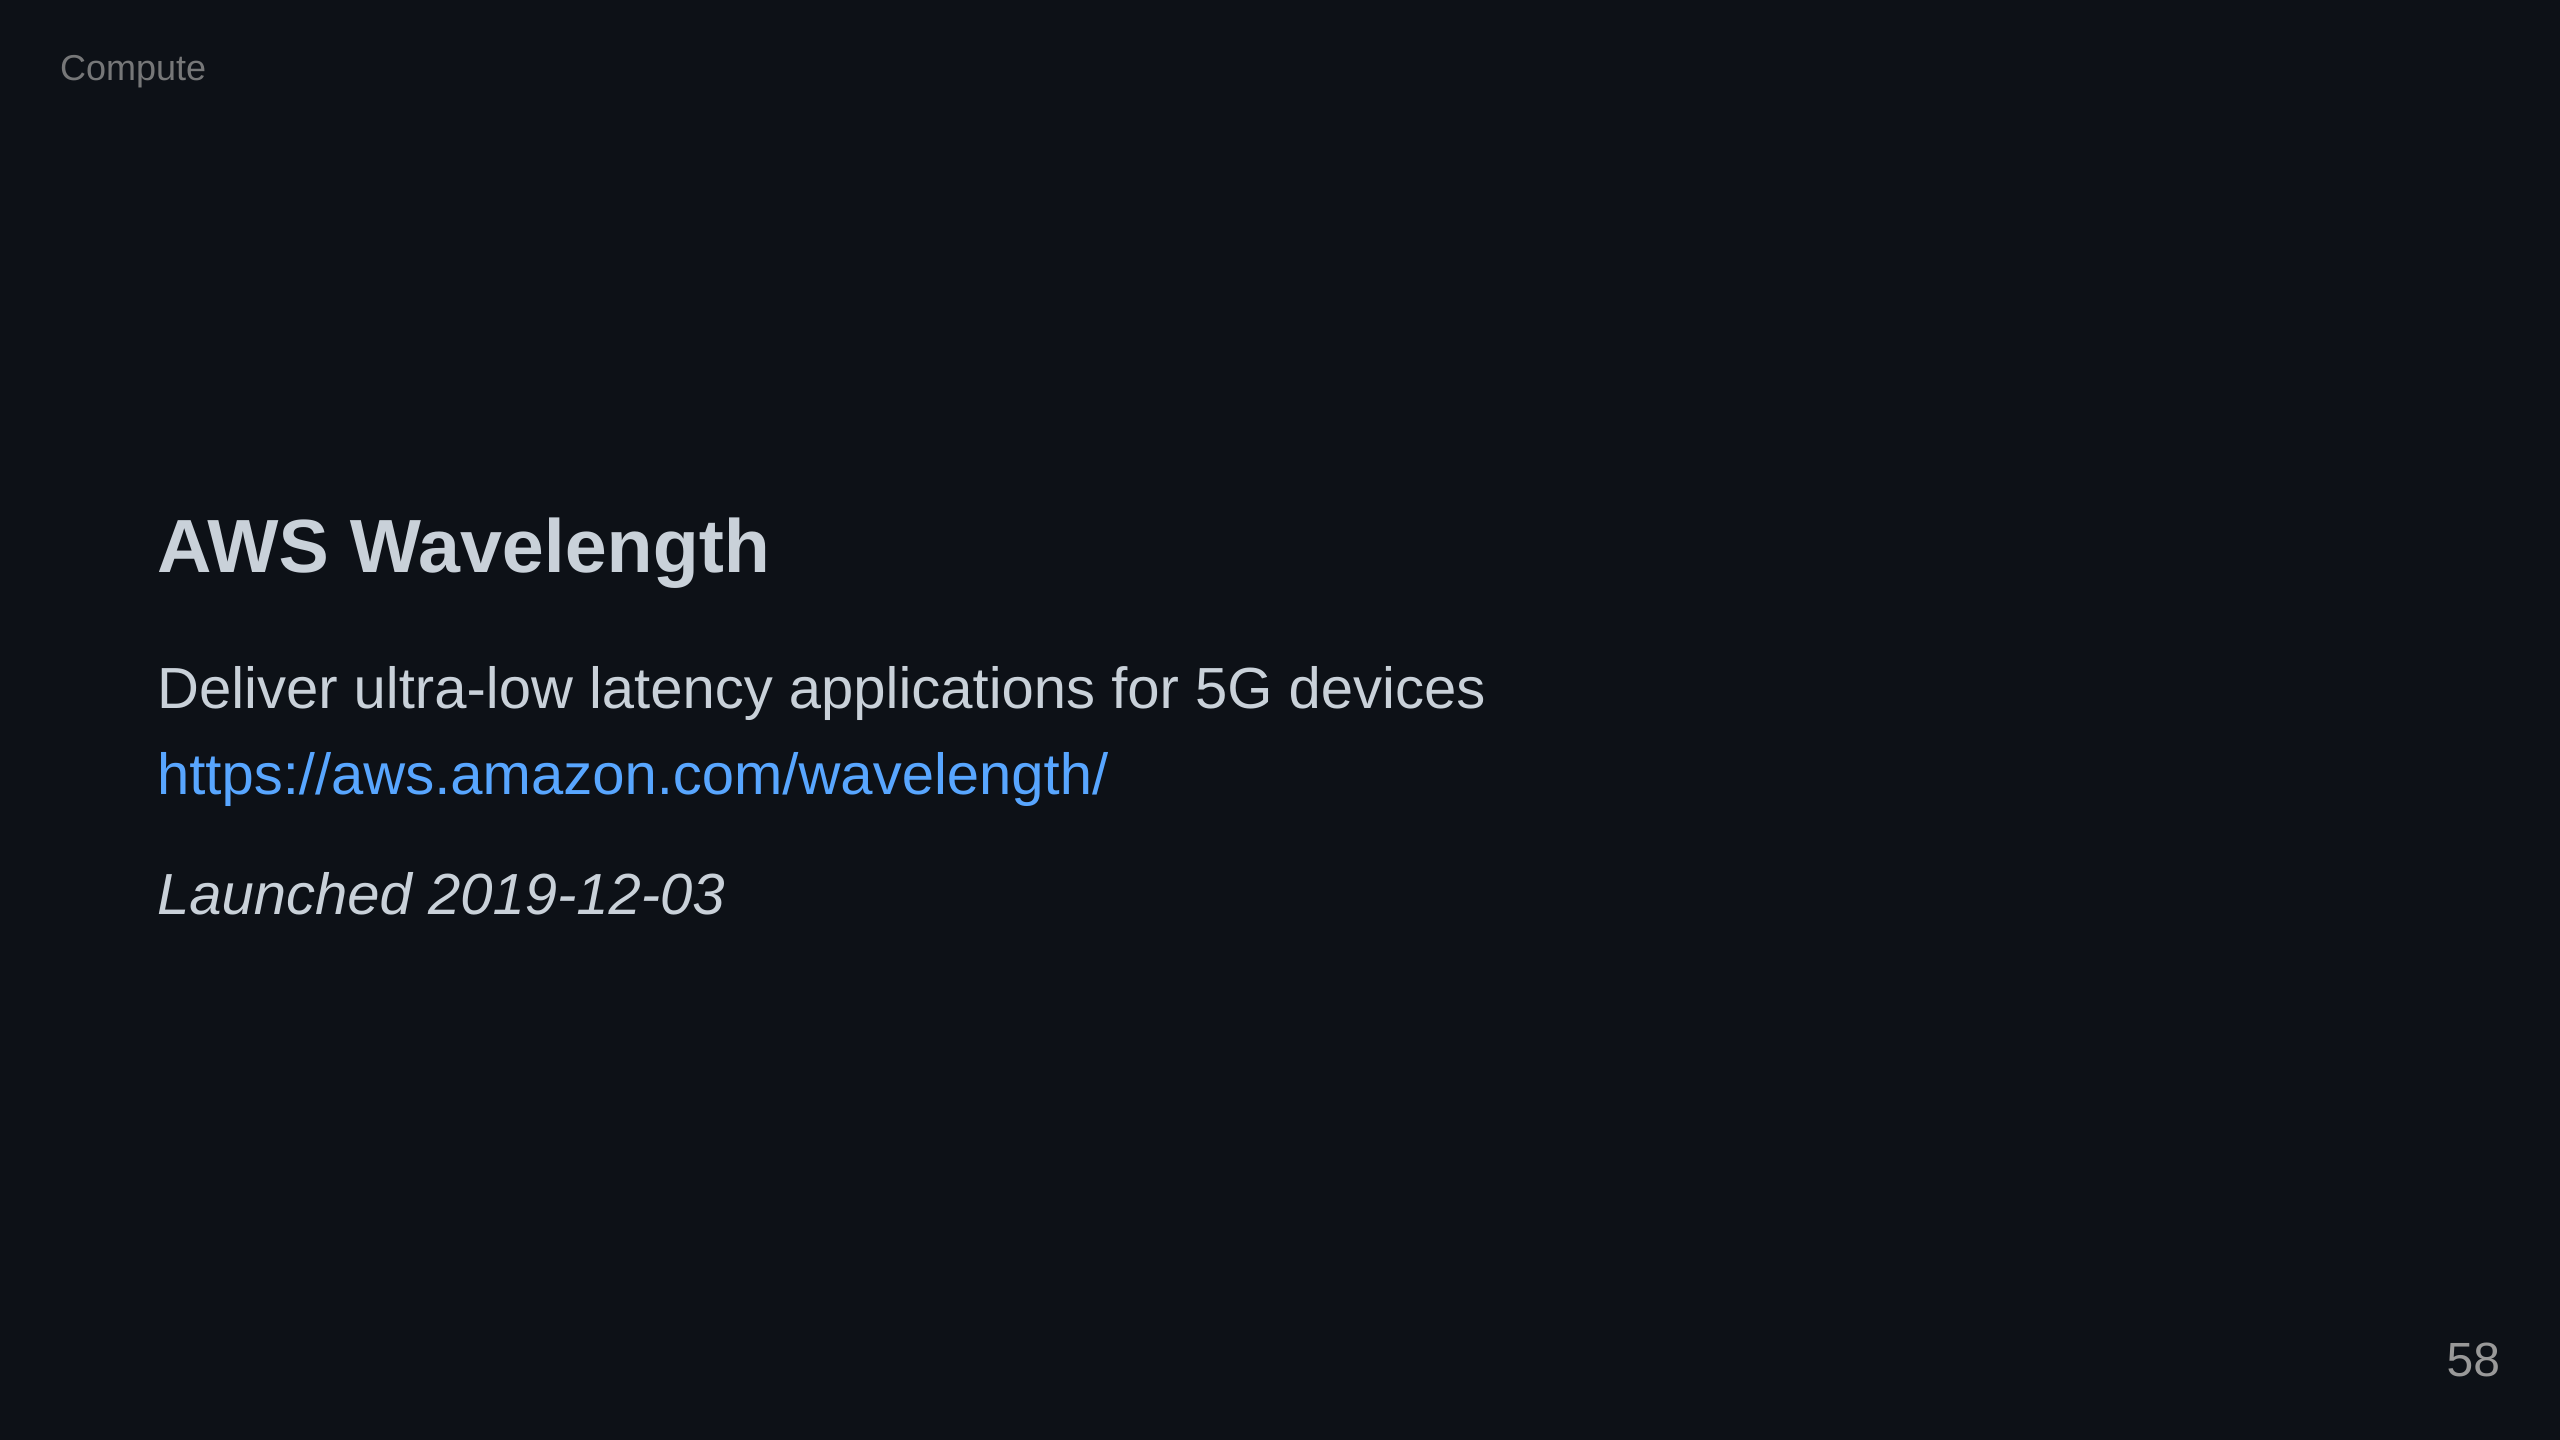 Compute
AWS Wavelength
Deliver ultra-low latency applications for 5G devices
https://aws.amazon.com/wavelength/
Launched 2019-12-03
58